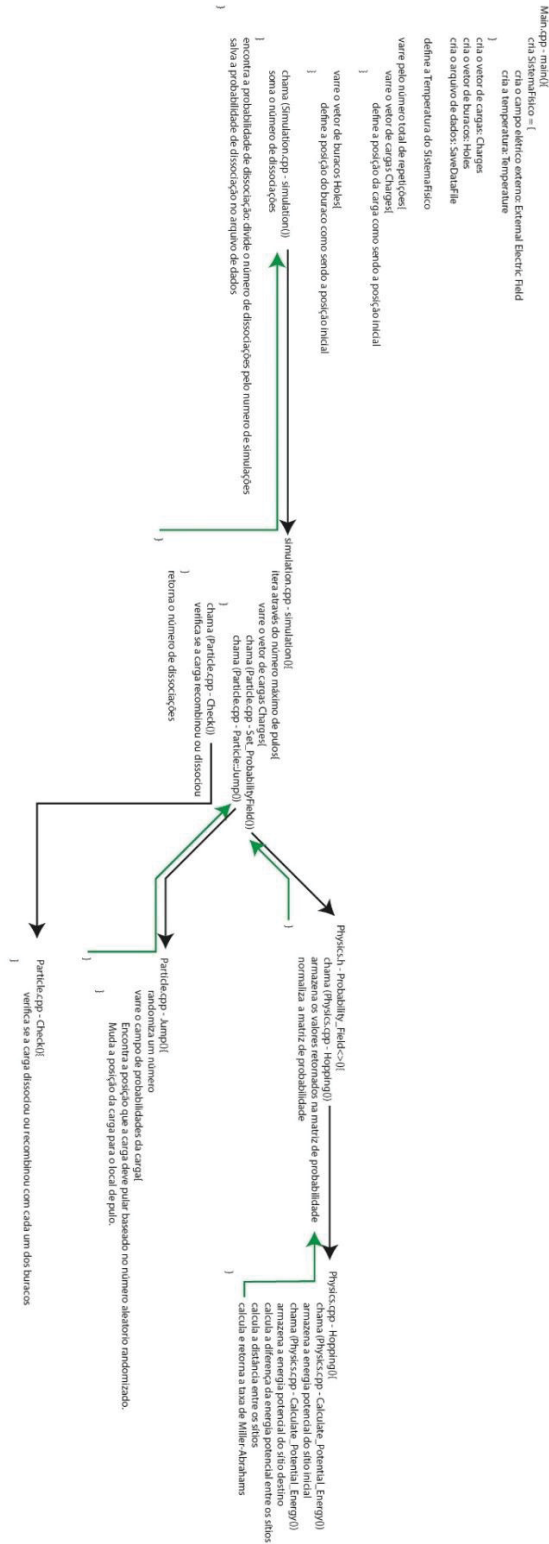 Main.cpp - main(){
cria SistemaFisico = {
cria o campo elétrico externo: External Electric Field
cria a temperatura: Temperature
}
cria o vetor de cargas: Charges
cria o vetor de buracos: Holes
cria o arquivo de dados: SaveDataFile
define a Temperatura do SistemaFisico
varre pelo número total de repetições{
varre o vetor de cargas Charges{
define a posição da carga como sendo a posição inicial
}
varre o vetor de buracos Holes{
define a posição do buraco como sendo a posição inicial
}
chama (Simulation.cpp - simulation())
soma o número de dissociações
}
encontra a probabilidade de dissociação: divide o número de dissociações pelo numero de simulações
salva a probabilidade de dissociação no arquivo de dados
}
simulation.cpp - simulation(){
itera através do número máximo de pulos{
varre o vetor de cargas Charges{
chama (Particle.cpp - Set_ProbabilityField())
chama (Particle.cpp - Particle::Jump())
}
chama (Particle.cpp - Check())
verifica se a carga recombinou ou dissociou
}
retorna o número de dissociações
}
Physics.h - Probability_Field<>(){
chama (Physics.cpp - Hopping())
armazena os valores retornados na matriz de probabilidade
normaliza a matriz de probabilidade
}
Particle.cpp - Jump(){
randomiza um número
varre o campo de probabilidades da carga{
Encontra a posição que a carga deve pular baseado no número aleatorio randomizado.
Muda a posição da carga para o local de pulo.
}
}
Particle.cpp - Check(){
verifica se a carga dissociou ou recombinou com cada um dos buracos
}
Physics.cpp - Hopping(){
chama (Physics.cpp - Calculate_Potential_Energy())
armazena a energia potencial do sítio inicial
chama (Physics.cpp - Calculate_Potential_Energy())
armazena a energia potencial do sítio destino
calcula a diferença da energia potencial entre os sítios
calcula a distância entre os sítios
calcula e retorna a taxa de Miller-Abrahams
}